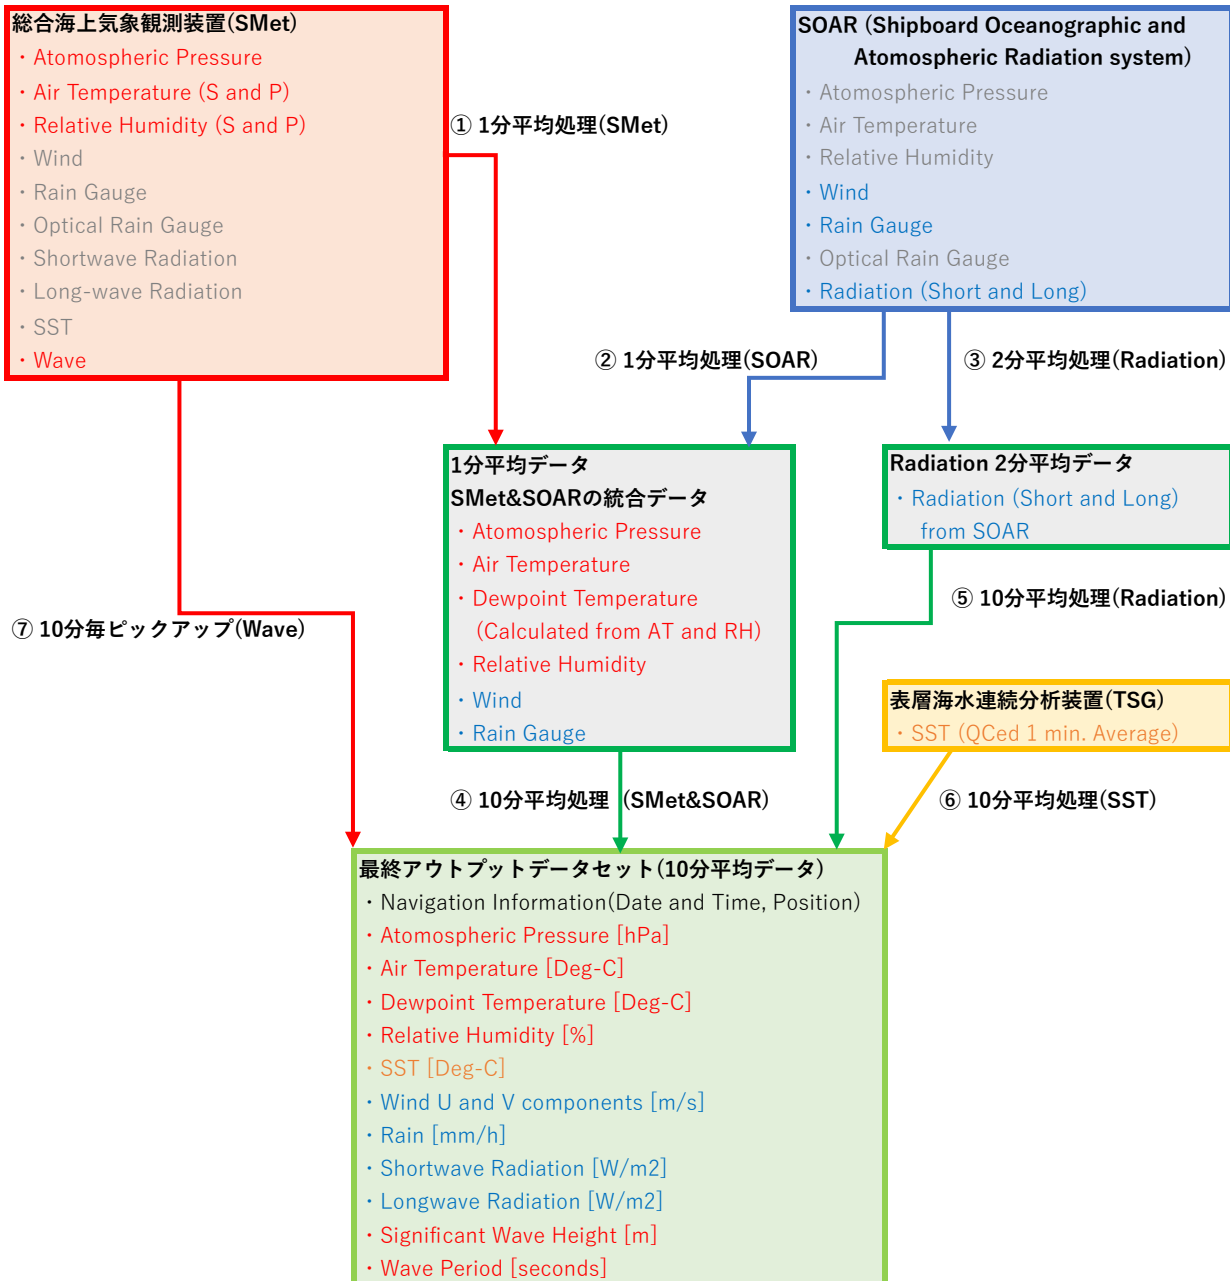 総合海上気象観測装置(SMet)
・Atomospheric Pressure
・Air Temperature (S and P)
・Relative Humidity (S and P)
・Wind
・Rain Gauge
・Optical Rain Gauge
・Shortwave Radiation
・Long-wave Radiation
・SST
・Wave
SOAR (Shipboard Oceanographic and
Atomospheric Radiation system)
・Atomospheric Pressure
・Air Temperature
・Relative Humidity
・Wind
・Rain Gauge
・Optical Rain Gauge
・Radiation (Short and Long)
① 1分平均処理(SMet)
② 1分平均処理(SOAR)
③ 2分平均処理(Radiation)
1分平均データ
SMet&SOARの統合データ
・Atomospheric Pressure
・Air Temperature
・Dewpoint Temperature
(Calculated from AT and RH)
・Relative Humidity
・Wind
・Rain Gauge
Radiation 2分平均データ
・Radiation (Short and Long)
from SOAR
⑤ 10分平均処理(Radiation)
⑦ 10分毎ピックアップ(Wave)
表層海水連続分析装置(TSG)
・SST (QCed 1 min. Average)
④ 10分平均処理 (SMet&SOAR)
⑥ 10分平均処理(SST)
最終アウトプットデータセット(10分平均データ)
・Navigation Information(Date and Time, Position)
・Atomospheric Pressure [hPa]
・Air Temperature [Deg-C]
・Dewpoint Temperature [Deg-C]
・Relative Humidity [%]
・SST [Deg-C]
・Wind U and V components [m/s]
・Rain [mm/h]
・Shortwave Radiation [W/m2]
・Longwave Radiation [W/m2]
・Significant Wave Height [m]
・Wave Period [seconds]